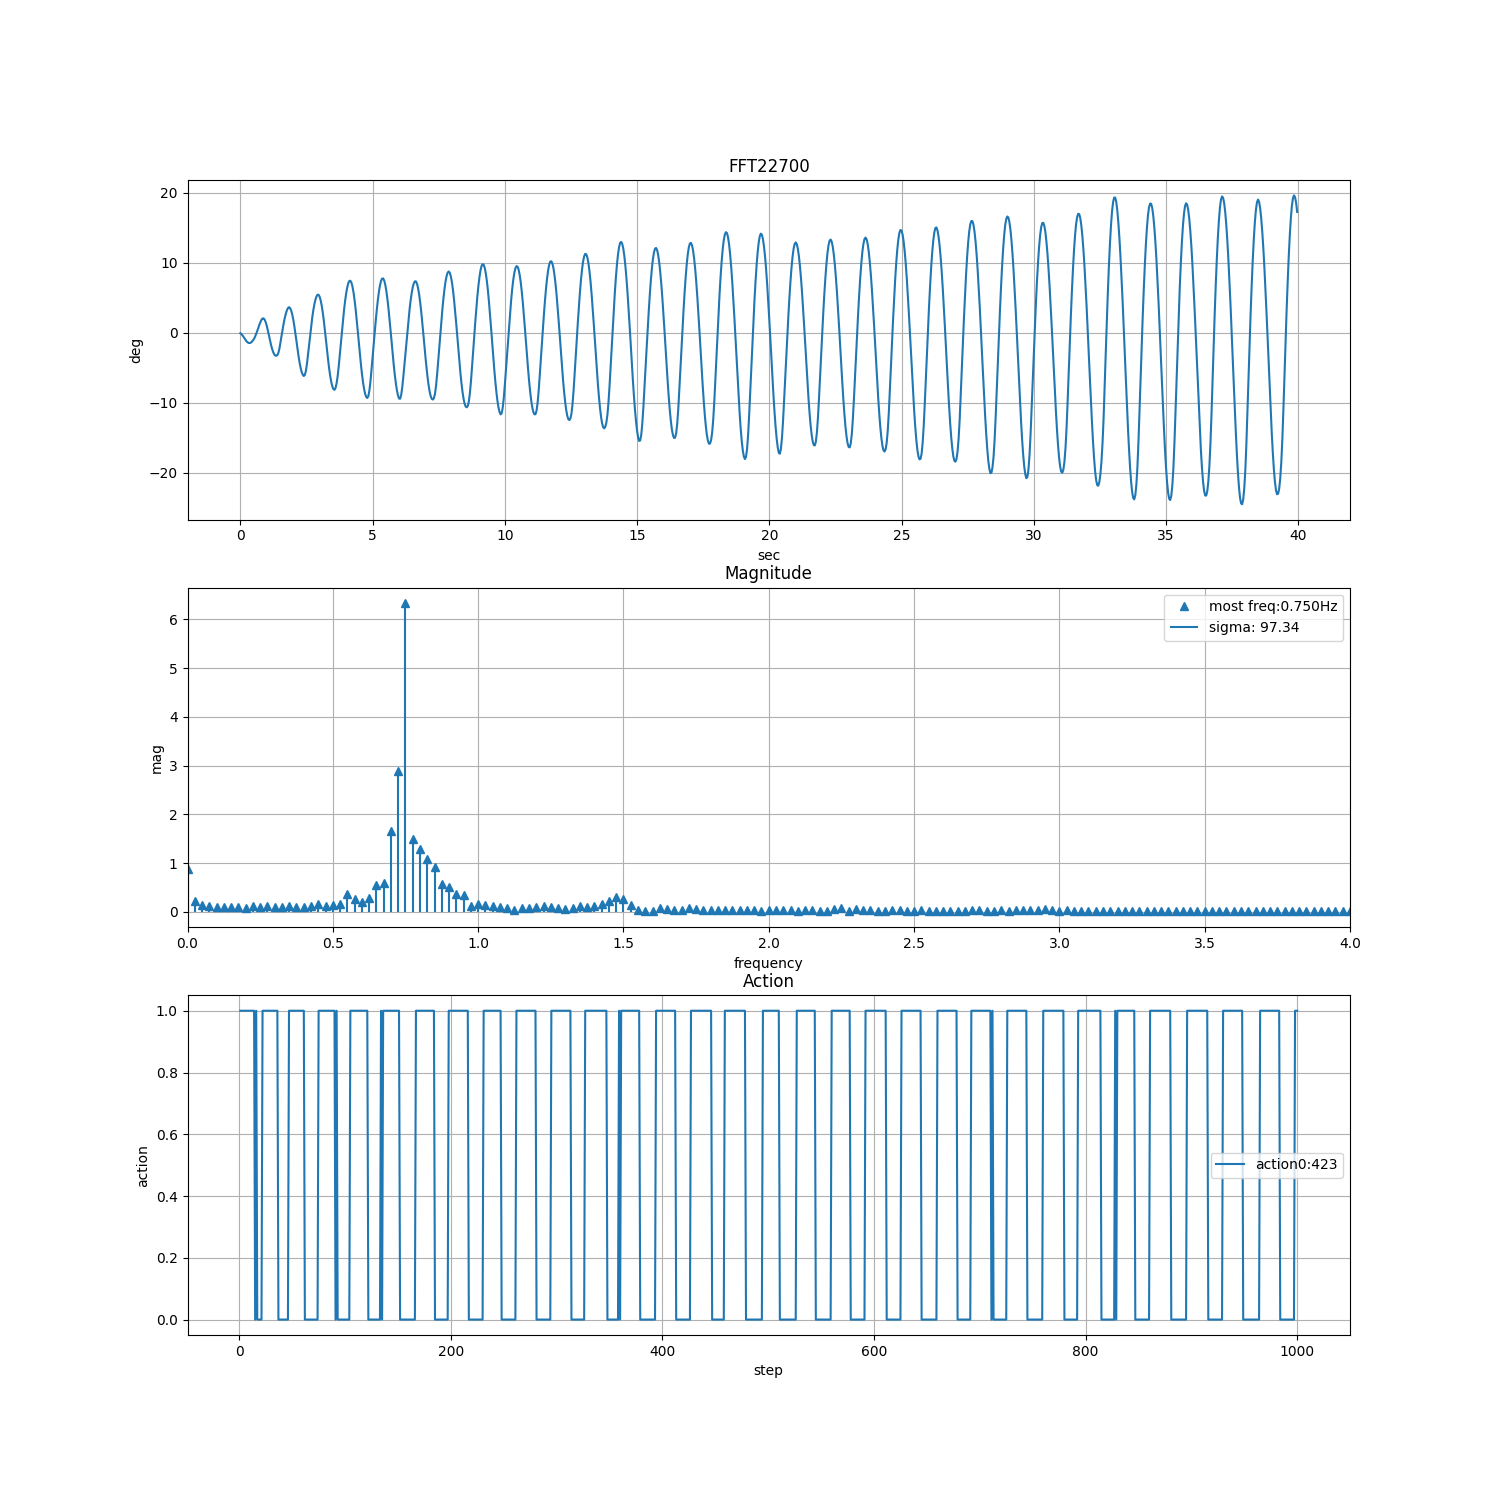 FFT22700
20
10
0
−10
−20
deg
0 5 10 15 20 25 30 35 40
sec
Magnitude
most freq:0.750Hz
sigma: 97.34
6
5
4
3
2
1
0
mag
0.0 0.5 1.0 1.5 2.0 2.5 3.0 3.5 4.0
frequency
Action
1.0
0.8
0.6
0.4
0.2
0.0
action
action0:423
0 200 400 600 800 1000
step